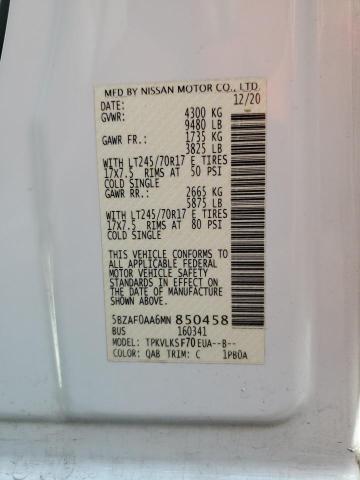 MFD BY NISSAN MOTOR CO., LTD.
DATE: 12/20
GVWR: 4300 KG
9480 LB
GAWR FR.: 1735 KG
3825 LB
WITH LT245/70R17 E TIRES
17X7.5 RIMS AT 50 PSI
COLD SINGLE
GAWR RR.: 2665 KG
5875 LB
WITH LT245/70R17 E TIRES
17X7.5 RIMS AT 80 PSI
COLD SINGLE
THIS VEHICLE CONFORMS TO
ALL APPLICABLE FEDERAL
MOTOR VEHICLE SAFETY
STANDARDS IN EFFECT ON
THE DATE OF MANUFACTURE
SHOWN ABOVE.
5BZAF0AA6MN850458
BUS 160341
MODEL: TPKVLKSF70EUA--B--
COLOR: QAB TRIM: C 1PB0A